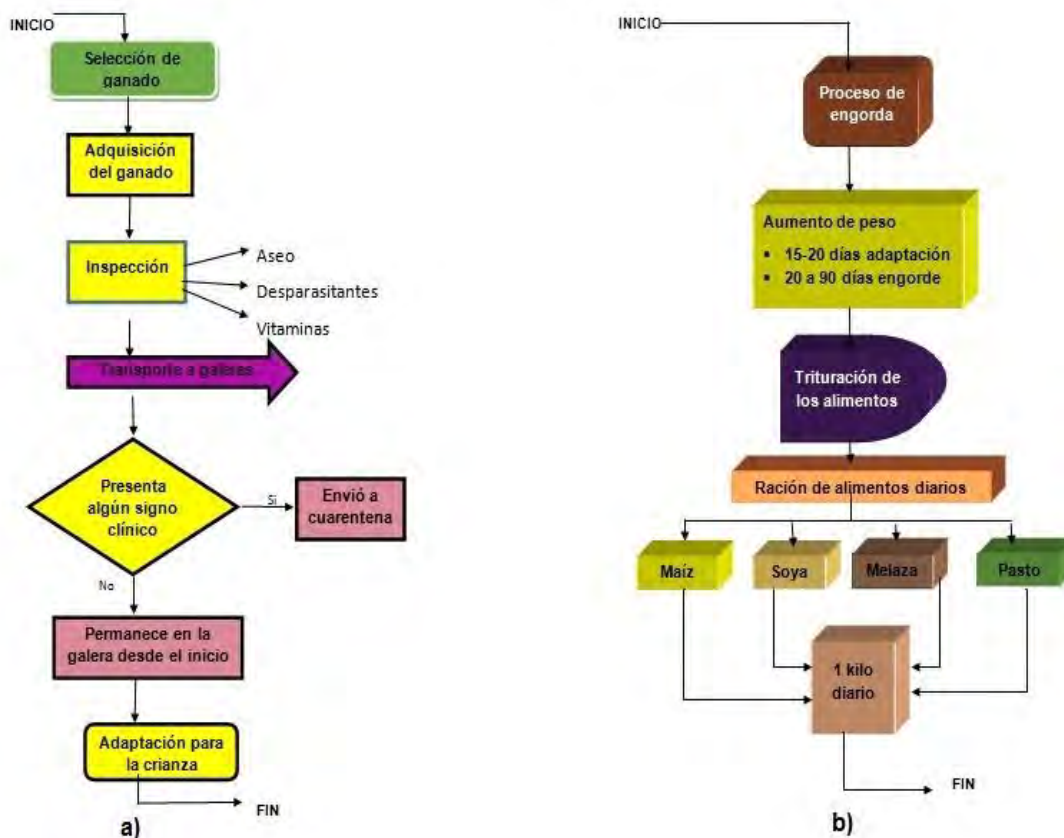 INICIO
Selección de
ganado
Adquisición
del ganado
Inspección
Aseo
Desparasitantes
Vitaminas
Transporte a galeras
Presenta
algún signo
clínico
Si
Envió a
cuarentena
No
Permanece en la
galera desde el inicio
Adaptación para
la crianza
FIN
a)
INICIO
Proceso de
engorda
Aumento de peso
▪ 15-20 días adaptación
▪ 20 a 90 días engorde
Trituración de
los alimentos
Ración de alimentos diarios
Maíz
Soya
Melaza
Pasto
1 kilo
diario
FIN
b)